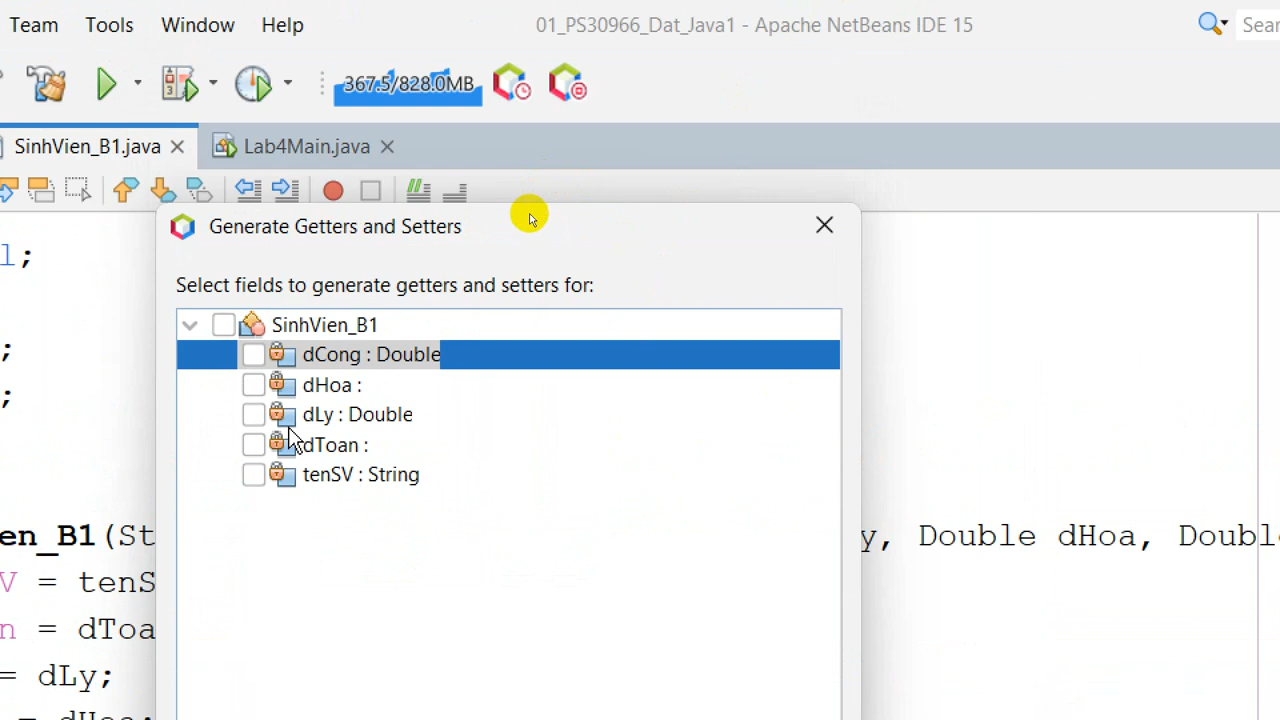 Team Tools Window Help 01_PS30966_Dat_Java1 - Apache NetBeans IDE 15
367.5/828.0MB
SinhVien_B1.java Lab4Main.java
l;
Generate Getters and Setters
Select fields to generate getters and setters for:
SinhVien_B1
;
dCong : Double
dHoa :
;
dLy : Double
dToan :
tenSV : String
en_B1(St y, Double dHoa, Doubl
V = tenS
n = dToa
= dLy;
= dHoa;